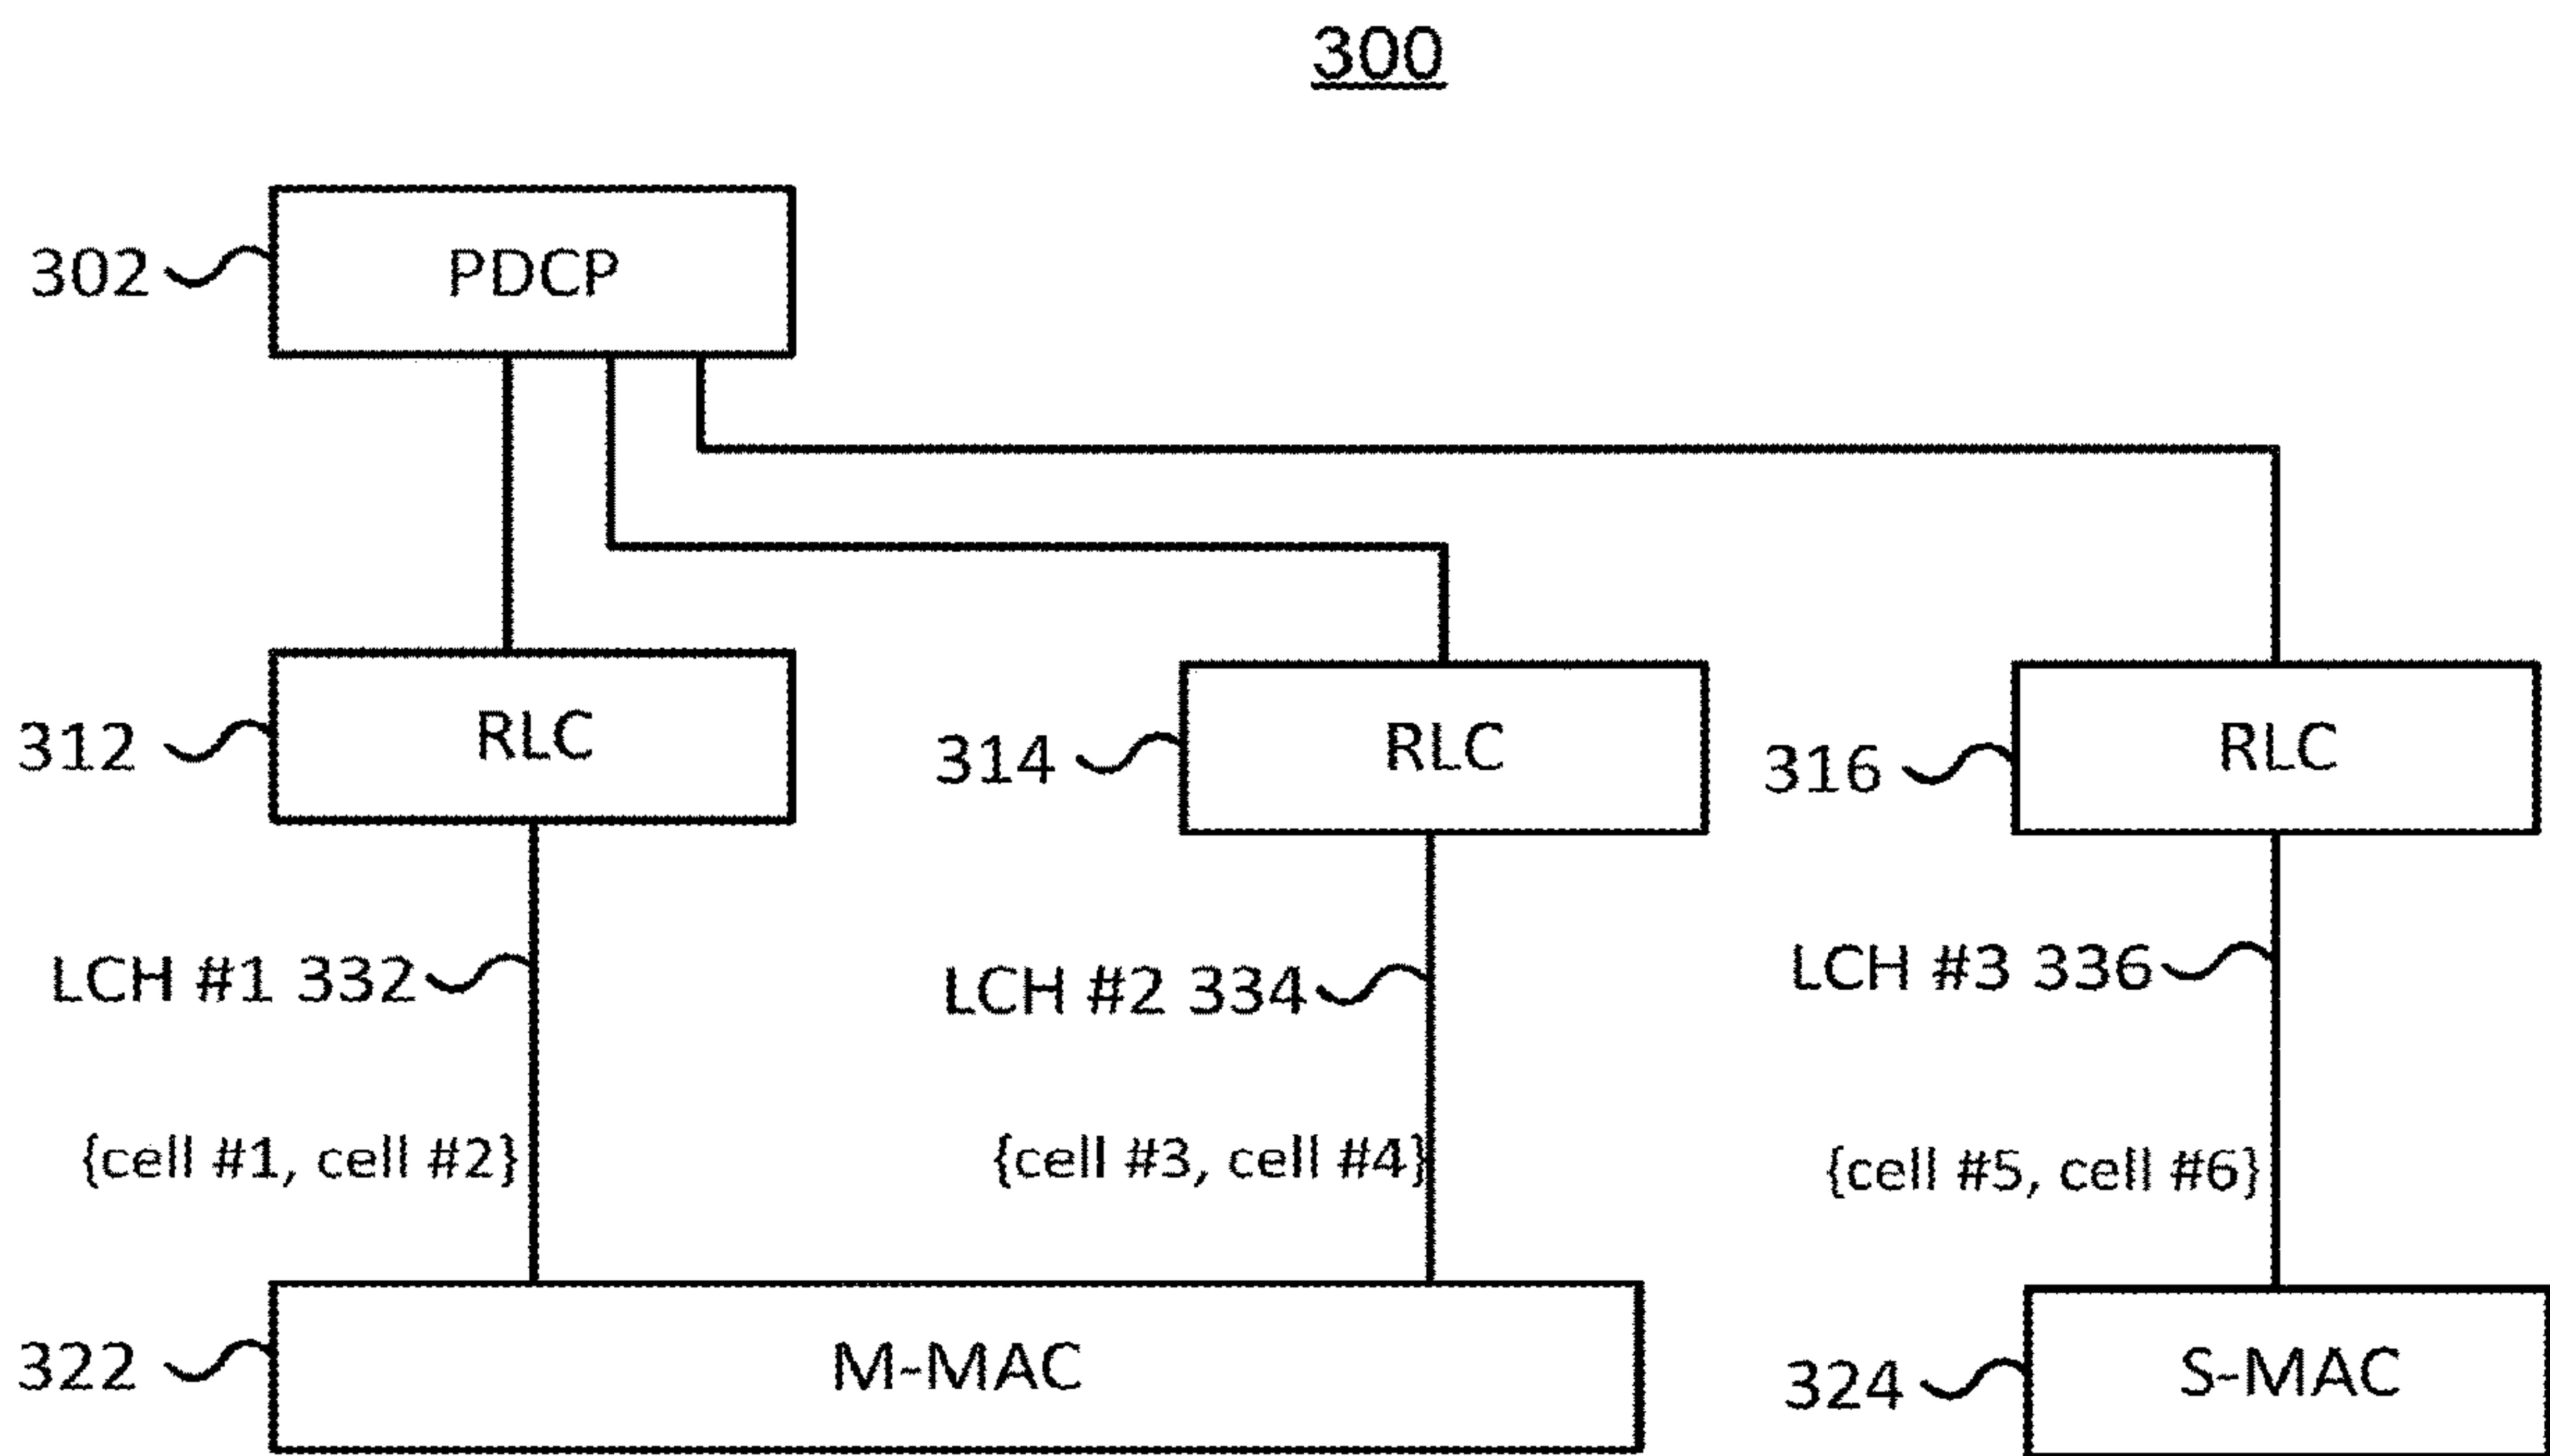 300
302 PDCP
312 RLC
314 RLC
316 RLC
LCH #1 332
LCH #2 334
LCH #3 336
{cell #1, cell #2}
{cell #3, cell #4}
{cell #5, cell #6}
322 M-MAC
324 S-MAC